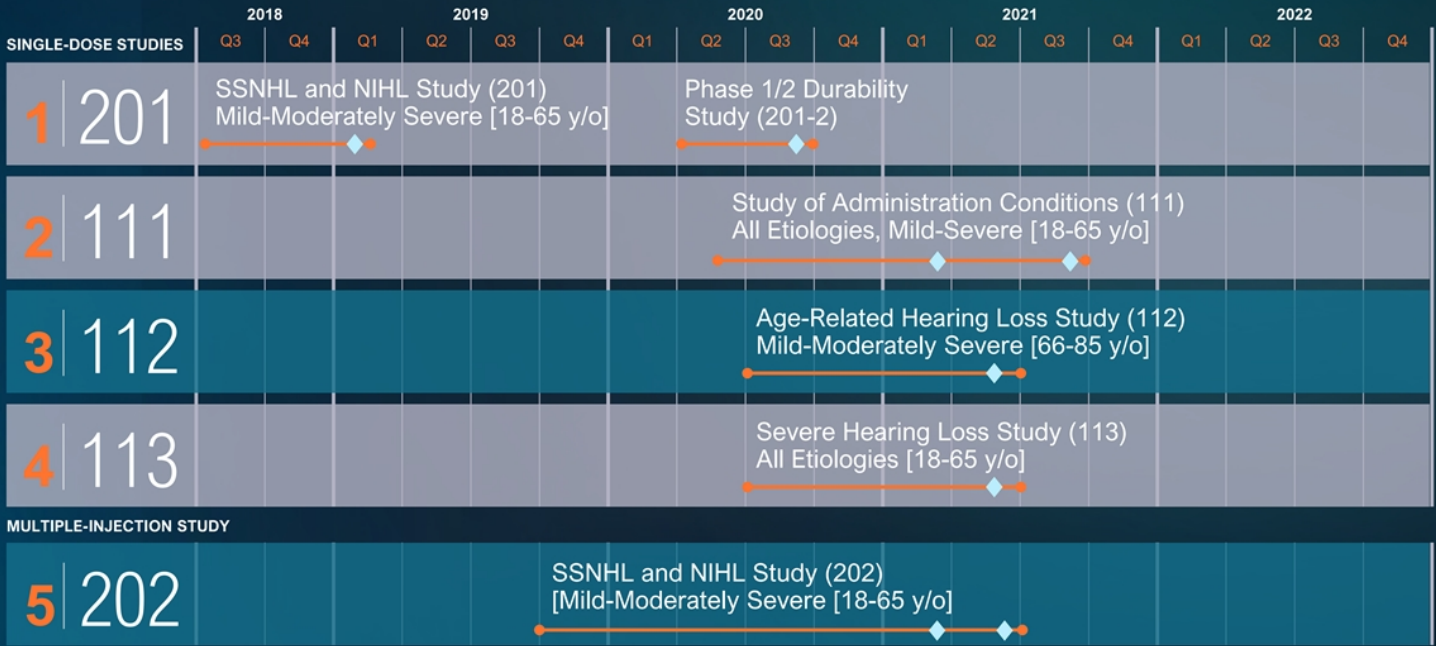 2018 2019 2020 2021 2022
SINGLE-DOSE STUDIES Q3 Q4 Q1 Q2 Q3 Q4 Q1 Q2 Q3 Q4 Q1 Q2 Q3 Q4 Q1 Q2 Q3 Q4
1 201
SSNHL and NIHL Study (201)
Mild-Moderately Severe [18-65 y/o]
Phase 1/2 Durability
Study (201-2)
2 111
Study of Administration Conditions (111)
All Etiologies, Mild-Severe [18-65 y/o]
3 112
Age-Related Hearing Loss Study (112)
Mild-Moderately Severe [66-85 y/o]
4 113
Severe Hearing Loss Study (113)
All Etiologies [18-65 y/o]
MULTIPLE-INJECTION STUDY
5 202
SSNHL and NIHL Study (202)
[Mild-Moderately Severe [18-65 y/o]